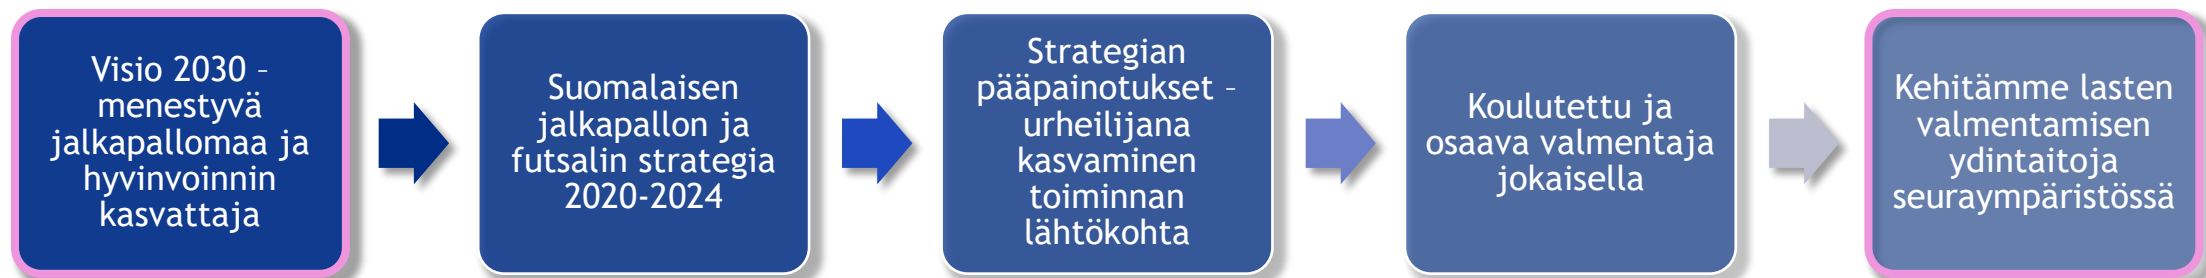 Visio 2030 –
menestyvä
jalkapallomaa ja
hyvinvoinnin
kasvattaja
Suomalaisen
jalkapallon ja
futsalin strategia
2020-2024
Strategian
pääpainotukset –
urheilijana
kasvaminen
toiminnan
lähtökohta
Koulutettu ja
osaava valmentaja
jokaisella
Kehitämme lasten
valmentamisen
ydintaitoja
seuraympäristössä